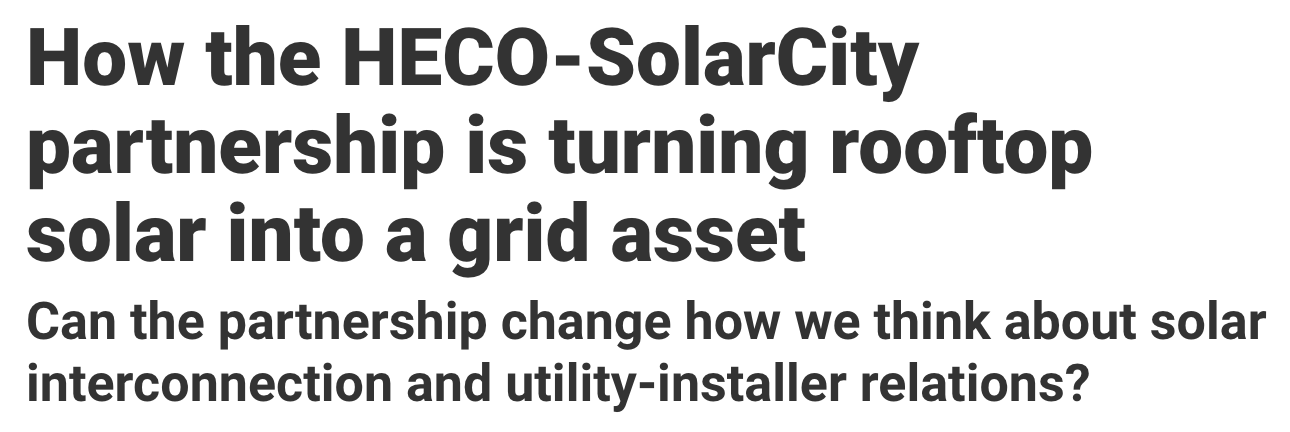 How the HECO-SolarCity
partnership is turning rooftop
solar into a grid asset
Can the partnership change how we think about solar
interconnection and utility-installer relations?